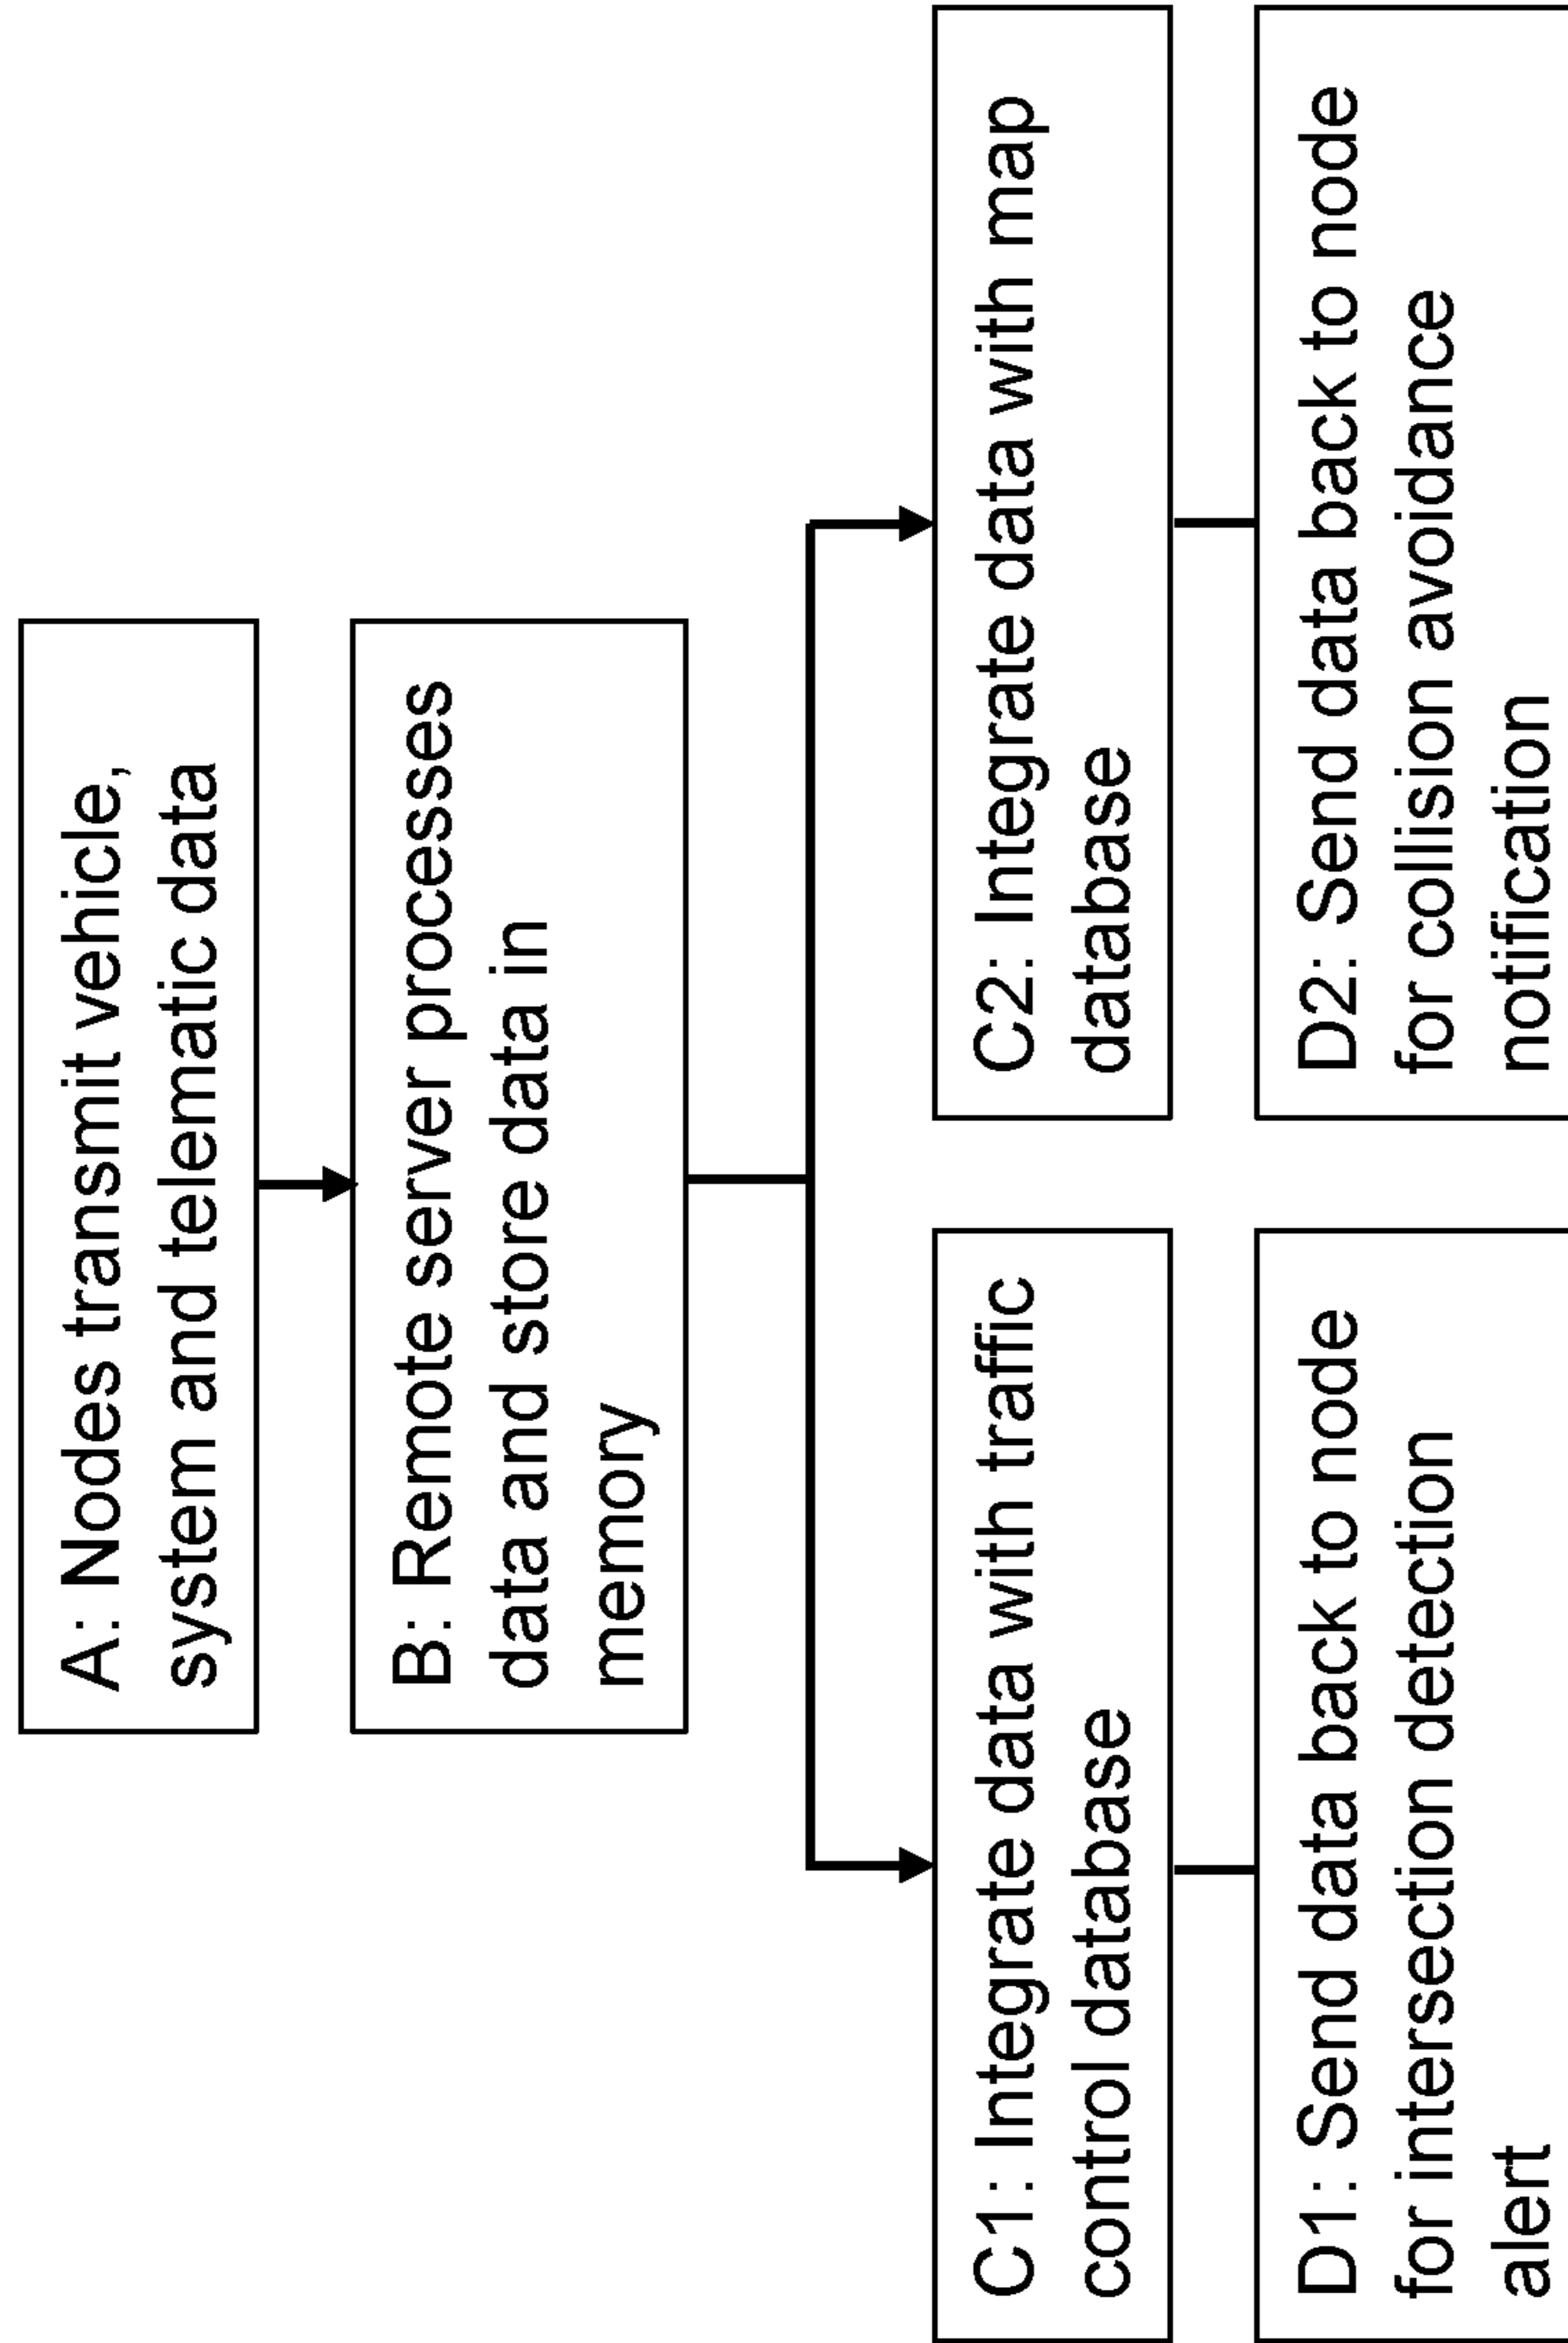 A: Nodes transmit vehicle,
system and telematic data
B: Remote server processes
data and store data in
memory
C1: Integrate data with traffic
control database
C2: Integrate data with map
database
D1: Send data back to node
for intersection detection
alert
D2: Send data back to node
for collision avoidance
notification